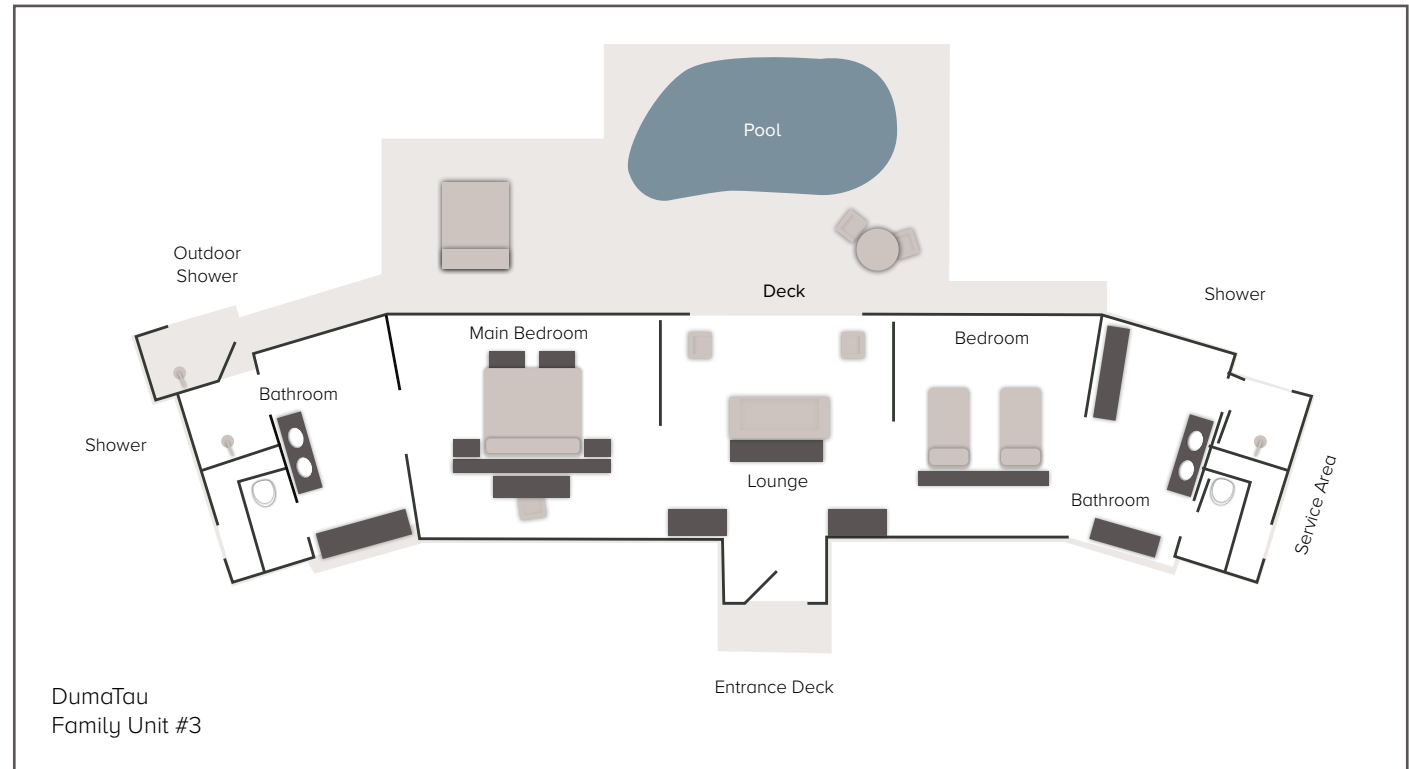 Pool
Outdoor
Shower
Deck
Shower
Main Bedroom
Bedroom
Bathroom
Shower
Lounge
Bathroom
Service Area
Entrance Deck
DumaTau
Family Unit #3